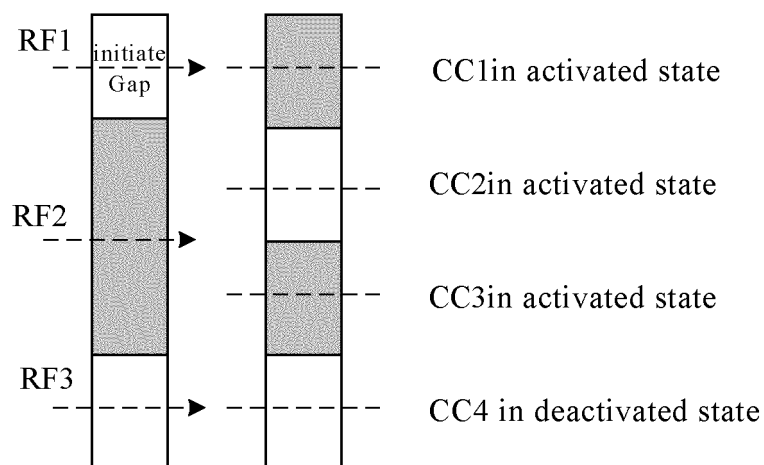 RF1
initiate
Gap
CC1in activated state
CC2in activated state
RF2
CC3in activated state
RF3
CC4 in deactivated state